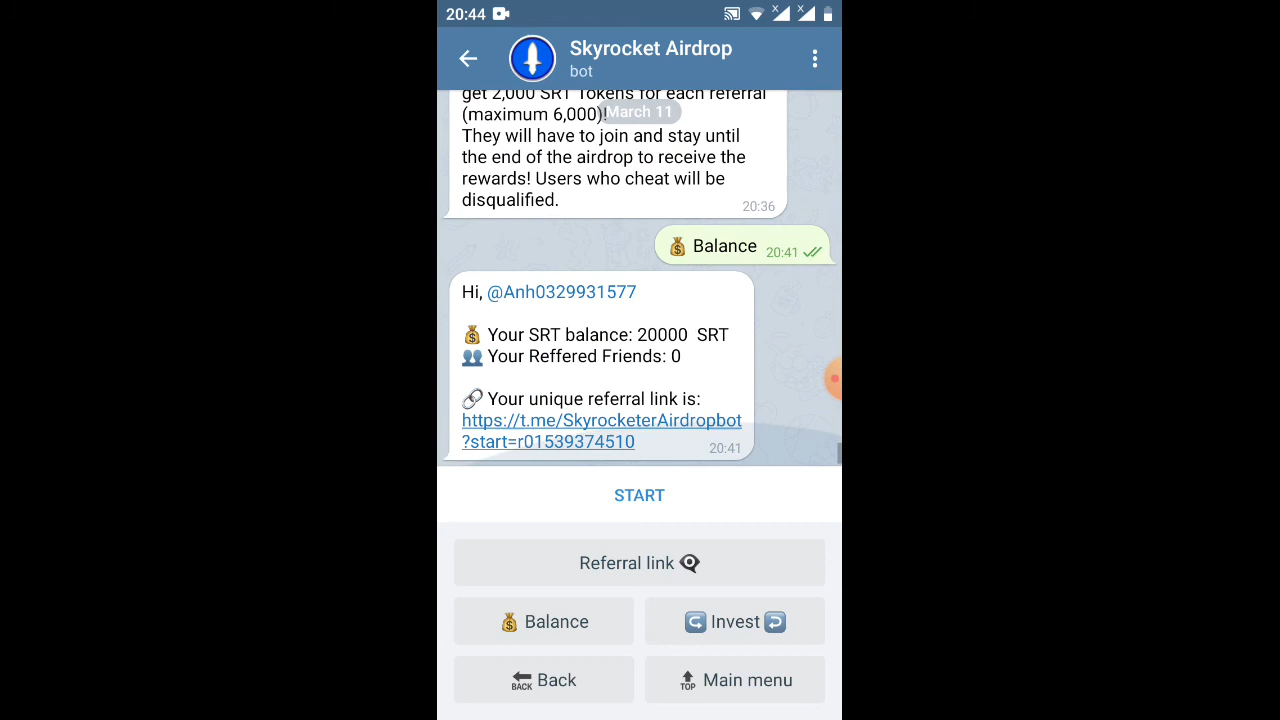 20:44
Skyrocket Airdrop
bot
get 2,000 SRT Tokens for each referral
(maximum 6,000)!
March 11
They will have to join and stay until
the end of the airdrop to receive the
rewards! Users who cheat will be
disqualified.
20:36
💰 Balance 20:41
Hi, @Anh0329931577
💰 Your SRT balance: 20000  SRT
👥 Your Reffered Friends: 0
🔗 Your unique referral link is:
https://t.me/SkyrocketerAirdropbot
?start=r01539374510
20:41
START
Referral link 👁‍🗨
💰 Balance
↪️ Invest ↩️
🔙 Back
🔝 Main menu